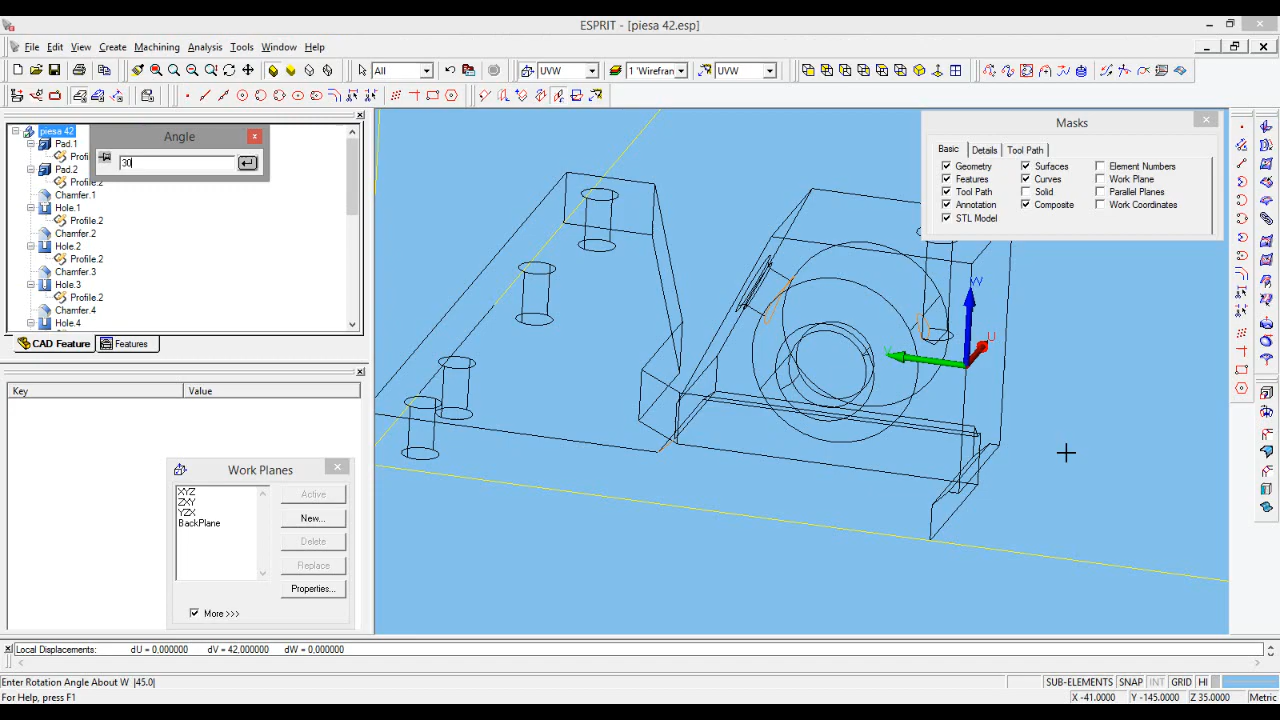 ESPRIT - [piesa 42.esp]
File Edit View Create Machining Analysis Tools Window Help
All UVW 1 'Wirefran UVW
piesa 42
Pad.1
Profi
Pad.2
Profile.2
Chamfer.1
Hole.1
Profile.2
Chamfer.2
Hole.2
Profile.2
Chamfer.3
Hole.3
Profile.2
Chamfer.4
Hole.4
CAD Feature Features
Angle
30
Key Value
Work Planes
XYZ
ZXY
YZX
BackPlane
Active
New...
Delete
Replace
Properties...
More >>>
Masks
Basic Details Tool Path
Geometry Surfaces Element Numbers
Features Curves Work Plane
Tool Path Solid Parallel Planes
Annotation Composite Work Coordinates
STL Model
W
U
V
Local Displacements: dU = 0,000000 dV = 42,000000 dW = 0,000000
Enter Rotation Angle About W |45.0|
SUB-ELEMENTS SNAP INT GRID HI
For Help, press F1
X -41.0000 Y -145.0000 Z 35.0000 Metric